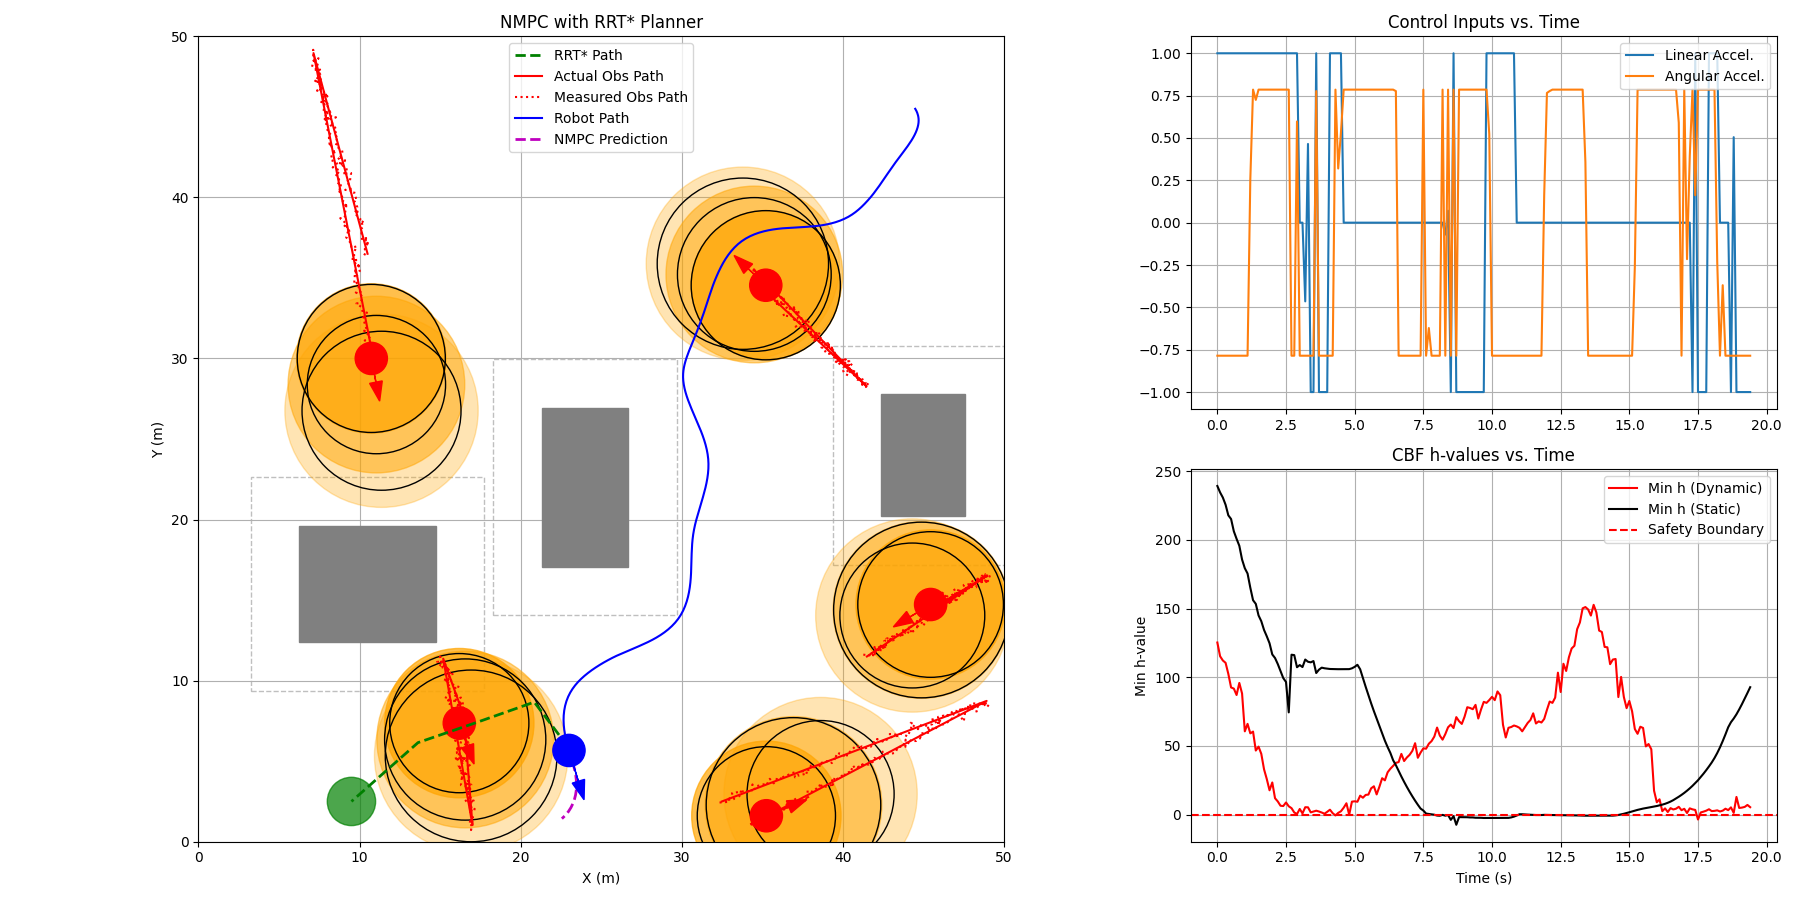 NMPC with RRT* Planner
50
40
30
20
10
0
Y (m)
RRT* Path
Actual Obs Path
Measured Obs Path
Robot Path
NMPC Prediction
0
10
20
30
40
50
X (m)
Control Inputs vs. Time
1.00
0.75
0.50
0.25
0.00
−0.25
−0.50
−0.75
−1.00
Linear Accel.
Angular Accel.
0.0
2.5
5.0
7.5
10.0
12.5
15.0
17.5
20.0
CBF h-values vs. Time
250
200
150
100
50
0
Min h-value
Min h (Dynamic)
Min h (Static)
Safety Boundary
0.0
2.5
5.0
7.5
10.0
12.5
15.0
17.5
20.0
Time (s)